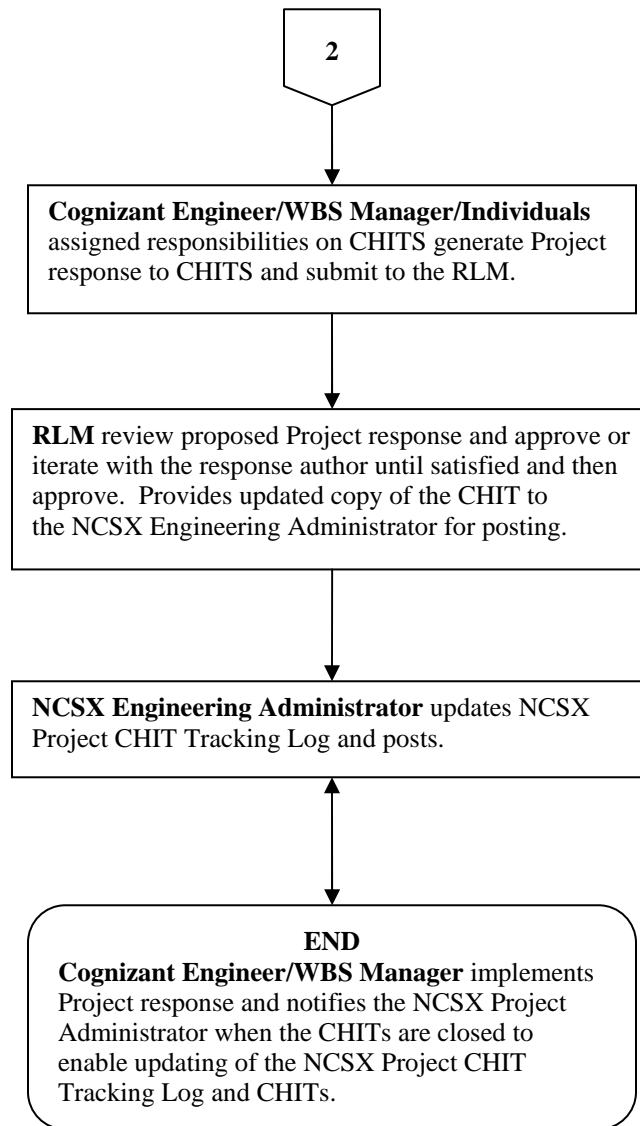 2
Cognizant Engineer/WBS Manager/Individuals
assigned responsibilities on CHITS generate Project
response to CHITS and submit to the RLM.
RLM review proposed Project response and approve or
iterate with the response author until satisfied and then
approve.  Provides updated copy of the CHIT to
the NCSX Engineering Administrator for posting.
NCSX Engineering Administrator updates NCSX
Project CHIT Tracking Log and posts.
END
Cognizant Engineer/WBS Manager implements
Project response and notifies the NCSX Project
Administrator when the CHITs are closed to
enable updating of the NCSX Project CHIT
Tracking Log and CHITs.